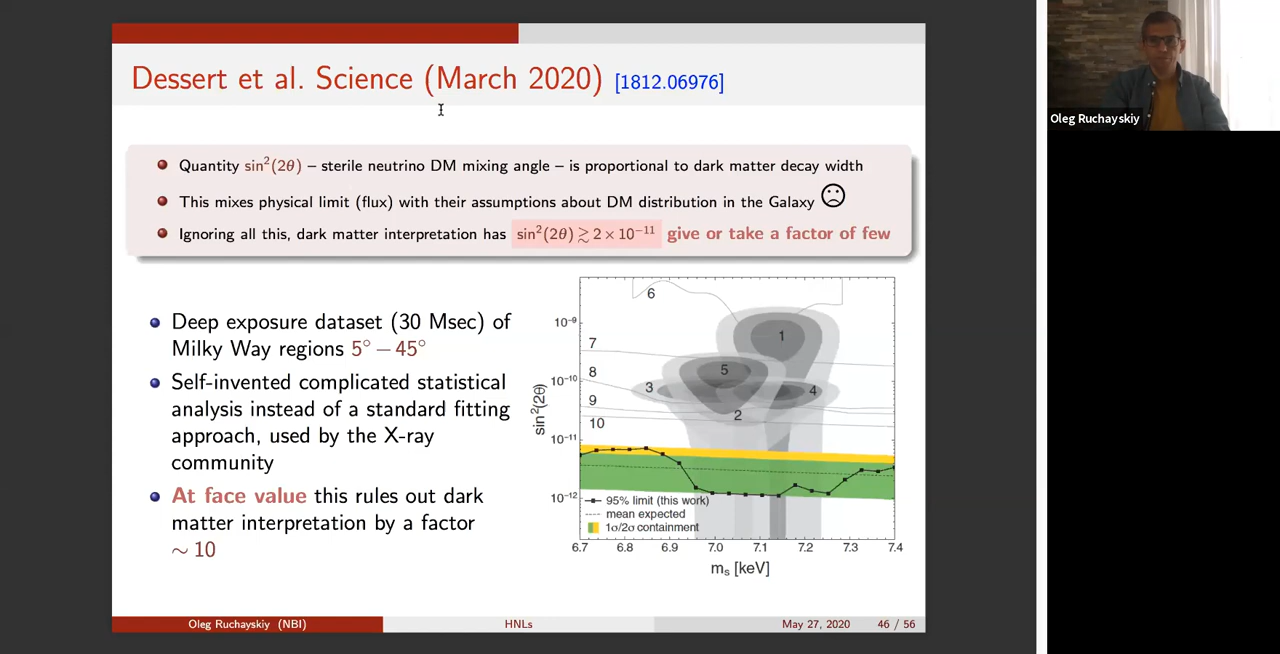 Dessert et al. Science (March 2020) [1812.06976]
Quantity sin²(2θ) – sterile neutrino DM mixing angle – is proportional to dark matter decay width
This mixes physical limit (flux) with their assumptions about DM distribution in the Galaxy
Ignoring all this, dark matter interpretation has sin²(2θ) ≳ 2 × 10⁻¹¹ give or take a factor of few
Deep exposure dataset (30 Msec) of
Milky Way regions 5° – 45°
Self-invented complicated statistical
analysis instead of a standard fitting
approach, used by the X-ray
community
At face value this rules out dark
matter interpretation by a factor
∼ 10
6
10⁻⁹
1
7
8
5
10⁻¹⁰
3
4
9
2
10
sin²(2θ)
10⁻¹¹
10⁻¹²
95% limit (this work)
mean expected
1σ/2σ containment
6.7 6.8 6.9 7.0 7.1 7.2 7.3 7.4
mₛ [keV]
Oleg Ruchayskiy (NBI) HNLs May 27, 2020 46 / 56
Oleg Ruchayskiy